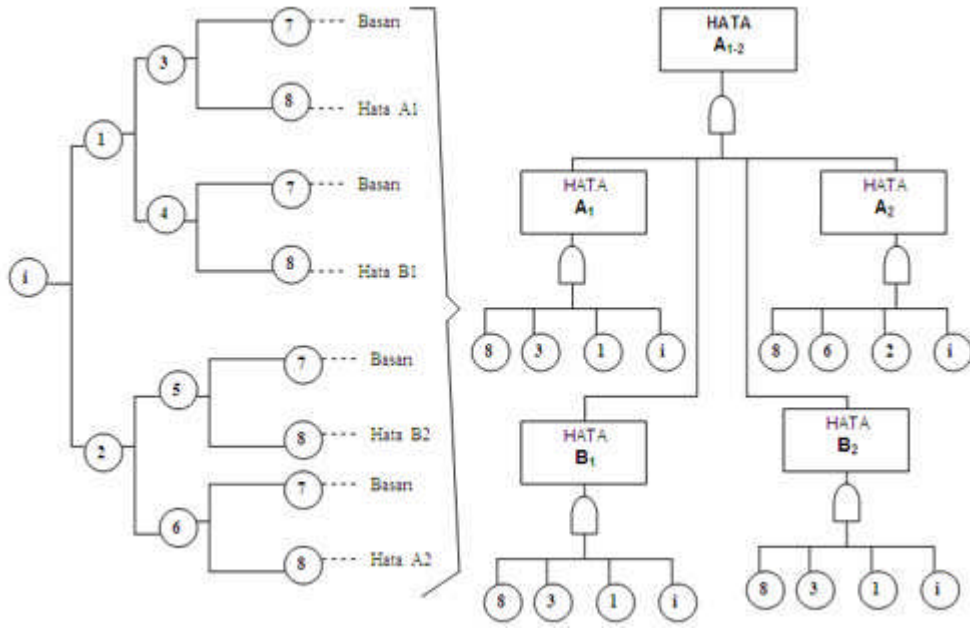 i
1
2
3
4
5
6
7 Basarı
8 Hata A1
7 Basarı
8 Hata B1
7 Basarı
8 Hata B2
7 Basarı
8 Hata A2
HATA
A1-2
HATA
A1
8 3 1 i
HATA
A2
8 6 2 i
HATA
B1
8 3 1 i
HATA
B2
8 3 1 i